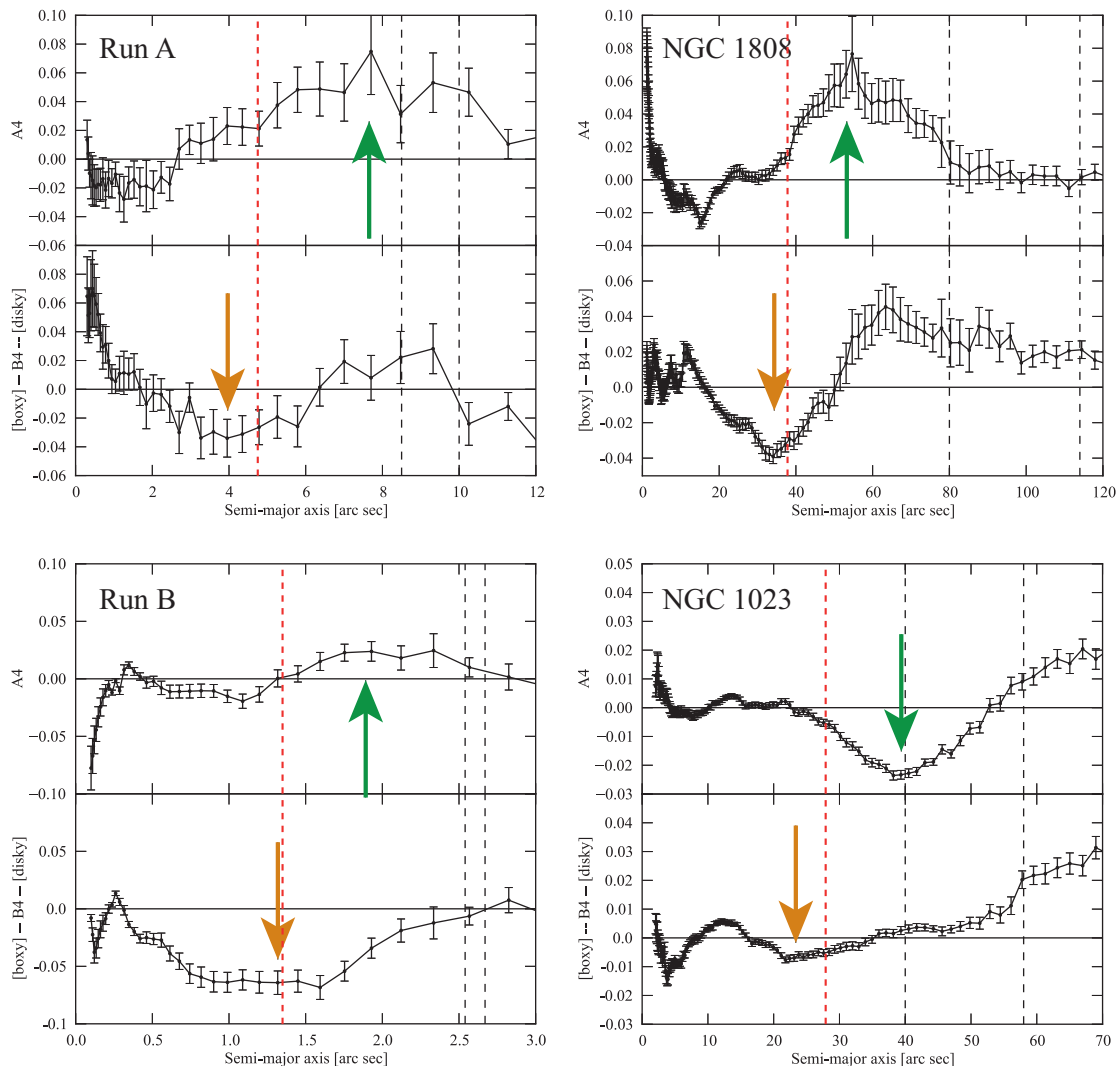 Run A
A4
0.10
0.08
0.06
0.04
0.02
0.00
−0.02
−0.04
−0.06
[boxy] − B4 -- [disky]
0.08
0.06
0.04
0.02
0.00
-0.02
-0.04
-0.06
0 2 4 6 8 10 12
Semi-major axis [arc sec]
NGC 1808
A4
0.10
0.08
0.06
0.04
0.02
0.00
−0.02
−0.04
[boxy] − B4 -- [disky]
0.06
0.04
0.02
0.00
-0.02
-0.04
0 20 40 60 80 100 120
Semi-major axis [arc sec]
Run B
A4
0.10
0.05
0.00
−0.05
−0.10
[boxy] − B4 − [disky]
0.05
0.0
-0.05
-0.1
0.0 0.5 1.0 1.5 2.0 2.5 3.0
Semi-major axis [arc sec]
NGC 1023
A4
0.05
0.04
0.03
0.02
0.01
0.00
−0.01
−0.02
−0.03
[boxy] − B4 − [disky]
0.04
0.03
0.02
0.01
0.00
-0.01
-0.02
-0.03
0 10 20 30 40 50 60 70
Semi-major axis [arc sec]